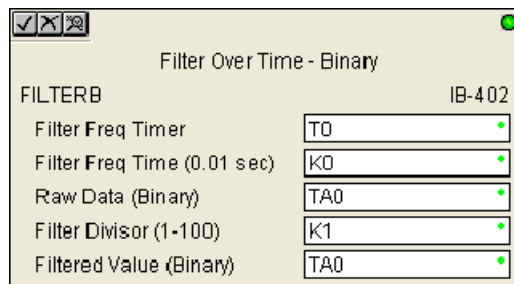 Filter Over Time - Binary
FILTERB IB-402
Filter Freq Timer T0
Filter Freq Time (0.01 sec) K0
Raw Data (Binary) TA0
Filter Divisor (1-100) K1
Filtered Value (Binary) TA0